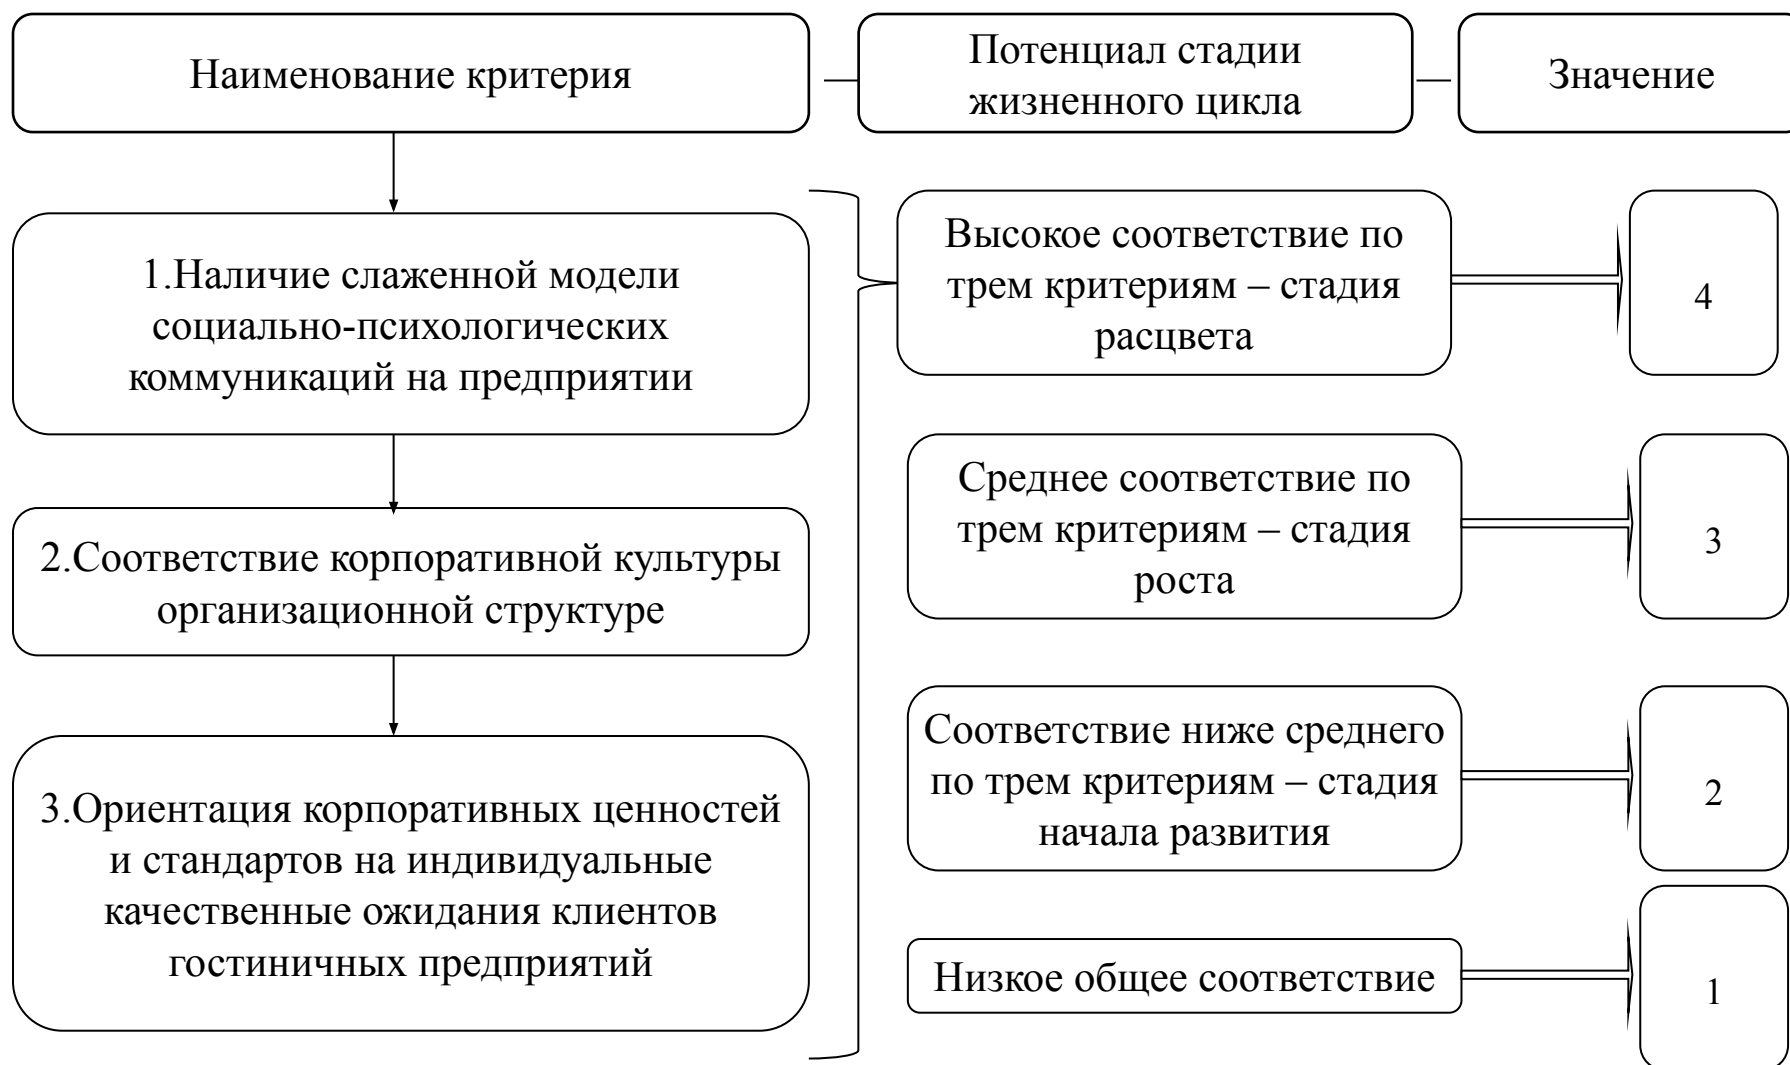 Наименование критерия
Потенциал стадии
жизненного цикла
Значение
1.Наличие слаженной модели
социально-психологических
коммуникаций на предприятии
2.Соответствие корпоративной культуры
организационной структуре
3.Ориентация корпоративных ценностей
и стандартов на индивидуальные
качественные ожидания клиентов
гостиничных предприятий
Высокое соответствие по
трем критериям – стадия
расцвета
4
Среднее соответствие по
трем критериям – стадия
роста
3
Соответствие ниже среднего
по трем критериям – стадия
начала развития
2
Низкое общее соответствие
1